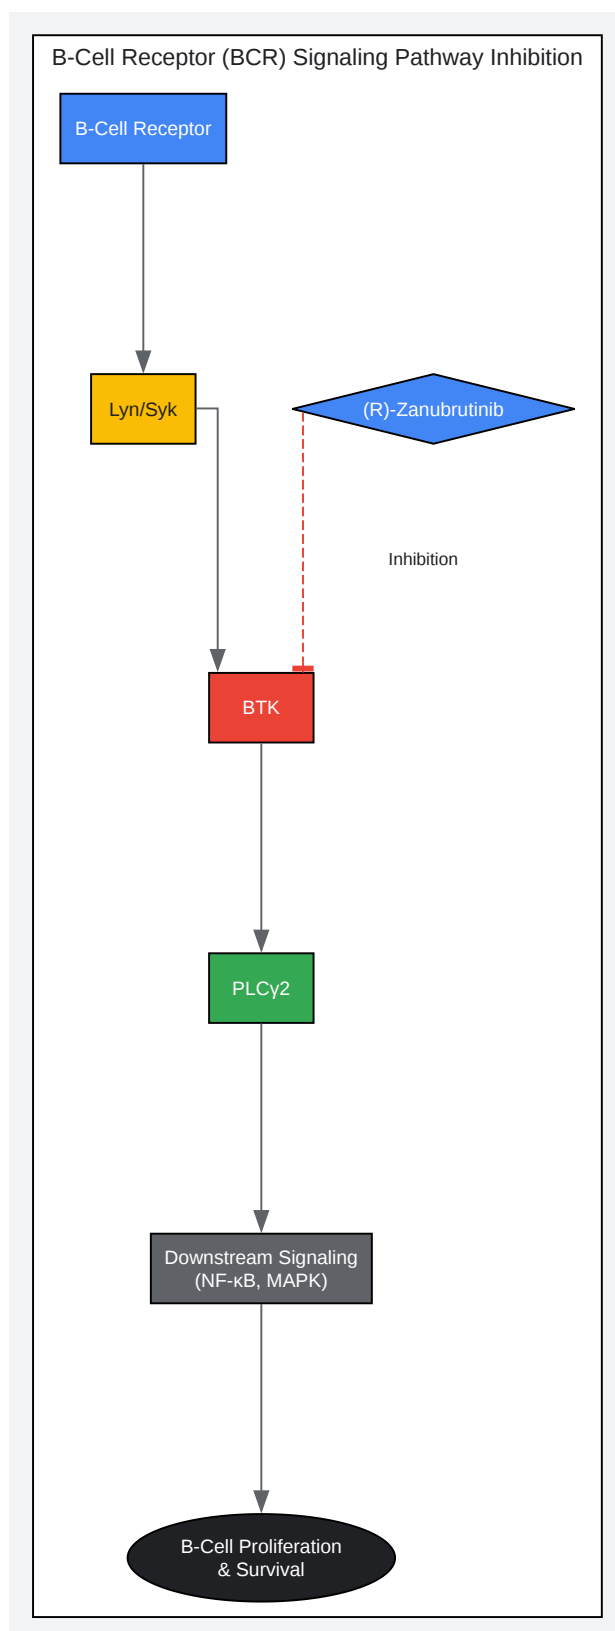 B-Cell Receptor (BCR) Signaling Pathway Inhibition
B-Cell Receptor
Lyn/Syk
(R)-Zanubrutinib
Inhibition
BTK
PLCγ2
Downstream Signaling
(NF-κB, MAPK)
B-Cell Proliferation
& Survival